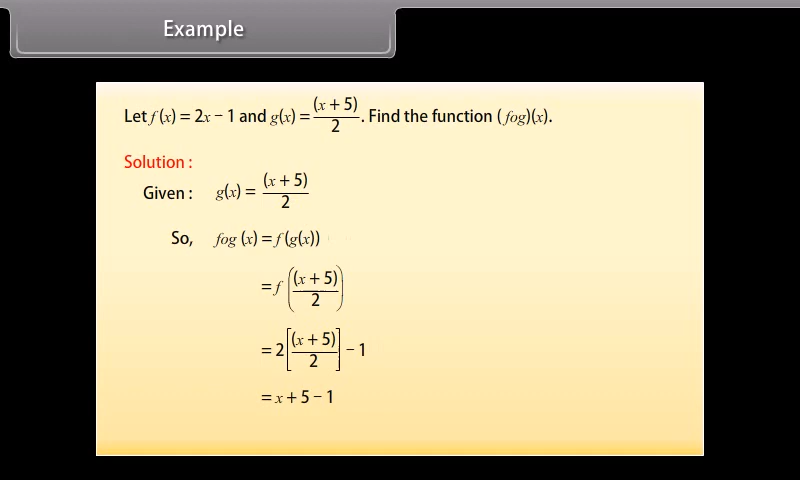 Example
Let f(x) = 2x − 1 and g(x) = (x + 5)/2. Find the function (fog)(x).
Solution :
Given : g(x) = (x + 5)/2
So, fog (x) = f(g(x))
= f((x + 5)/2)
= 2[(x + 5)/2] − 1
= x + 5 − 1